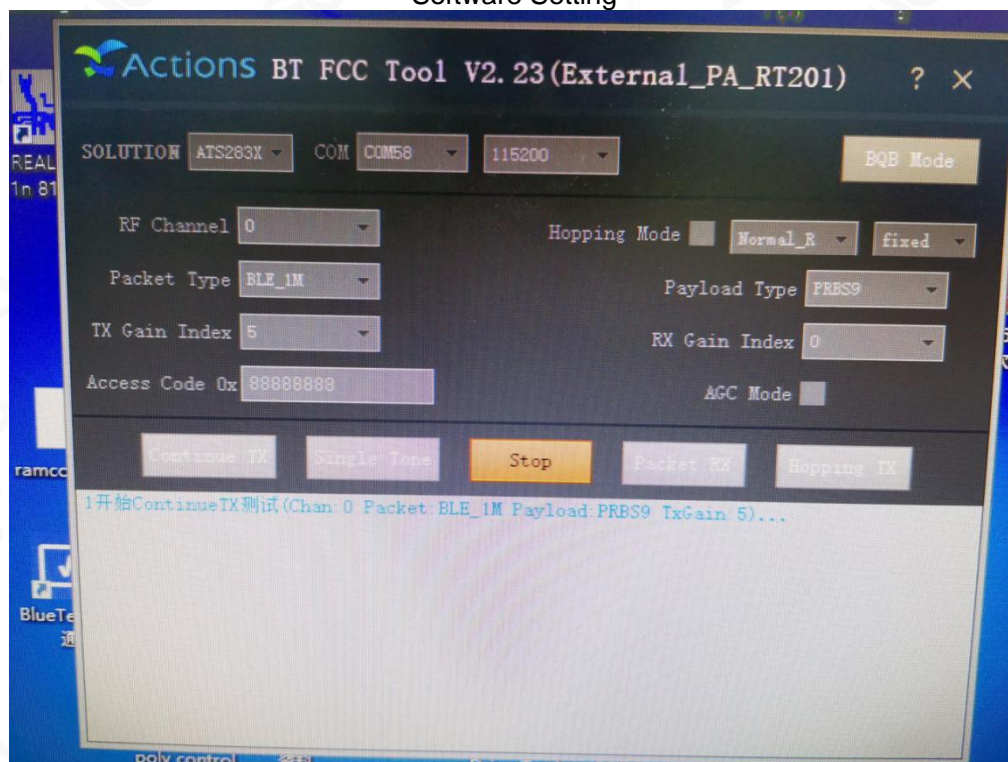 Software Setting
Actions BT FCC Tool V2.23(External_PA_RT201) ? ×
REAL
1n 81
SOLUTION ATS283X COM COM58 115200 BQB Mode
RF Channel 0 Hopping Mode Normal_R fixed
Packet Type BLE_1M Payload Type PRBS9
TX Gain Index 5 RX Gain Index 0
Access Code 0x 88888888 AGC Mode
Continue TX Single Tone Stop Packet RX Hopping TX
ramcc
1开始ContinueTX测试(Chan:0 Packet:BLE_1M Payload:PRBS9 TxGain:5)...
BlueTe
通
poly control